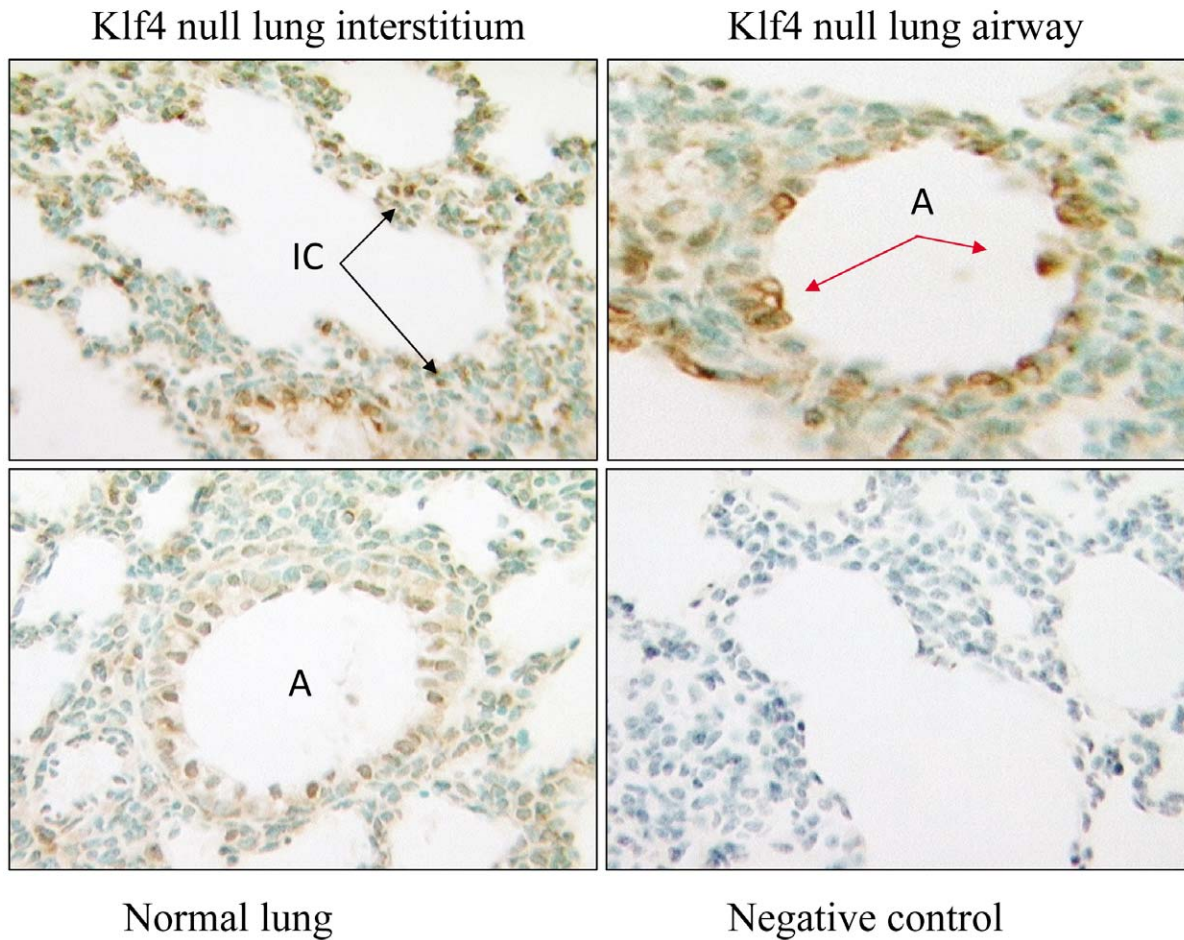 Klf4 null lung interstitium
Klf4 null lung airway
IC
A
A
Normal lung
Negative control